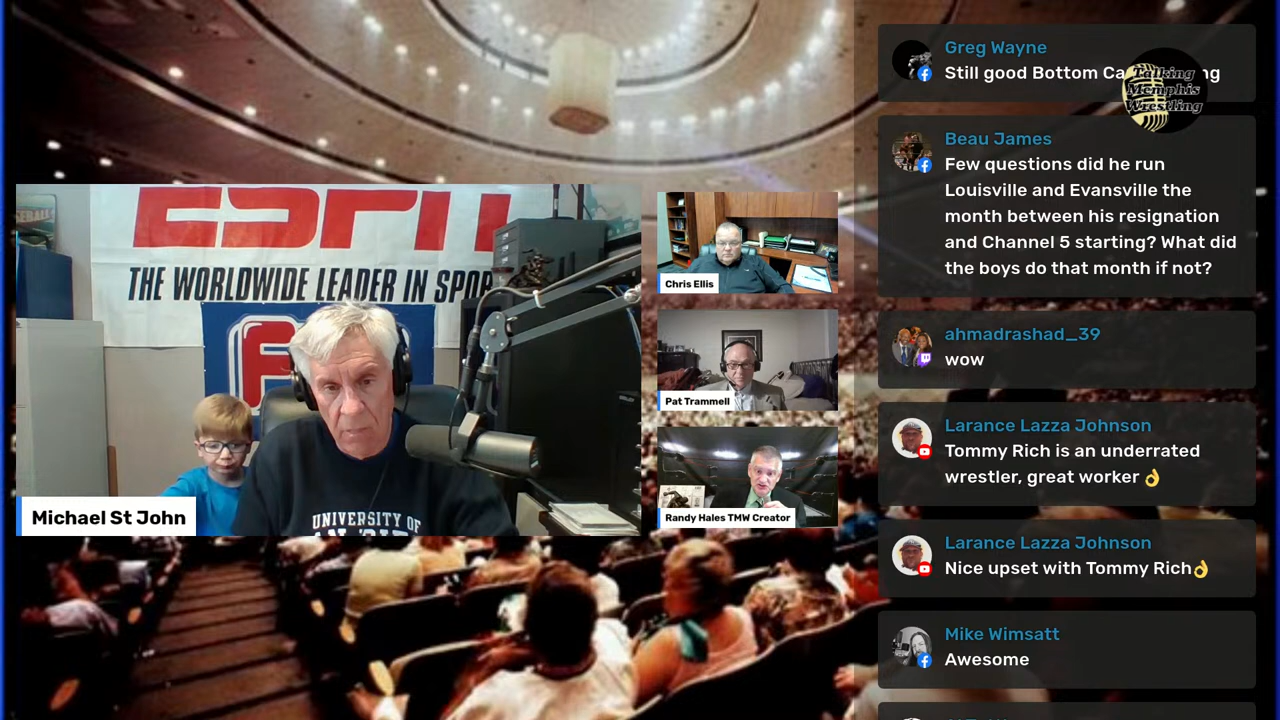 ESPN
THE WORLDWIDE LEADER IN SPOR
Michael St John
UNIVERSITY OF
Chris Ellis
Pat Trammell
Randy Hales TMW Creator
Greg Wayne
Still good Bottom
Talking
Memphis
Wrestling
Beau James
Few questions did he run
Louisville and Evansville the
month between his resignation
and Channel 5 starting? What did
the boys do that month if not?
ahmadrashad_39
wow
Larance Lazza Johnson
Tommy Rich is an underrated
wrestler, great worker 👌
Larance Lazza Johnson
Nice upset with Tommy Rich👌
Mike Wimsatt
Awesome